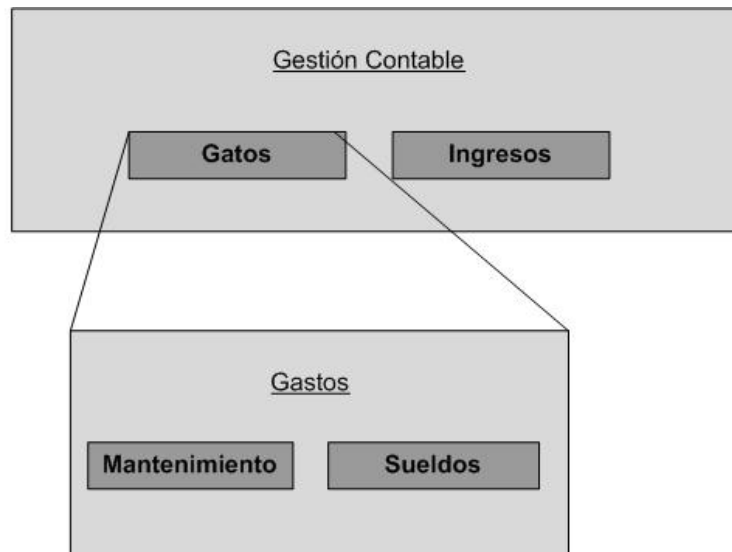 Gestión Contable
Gatos
Ingresos
Gastos
Mantenimiento
Sueldos